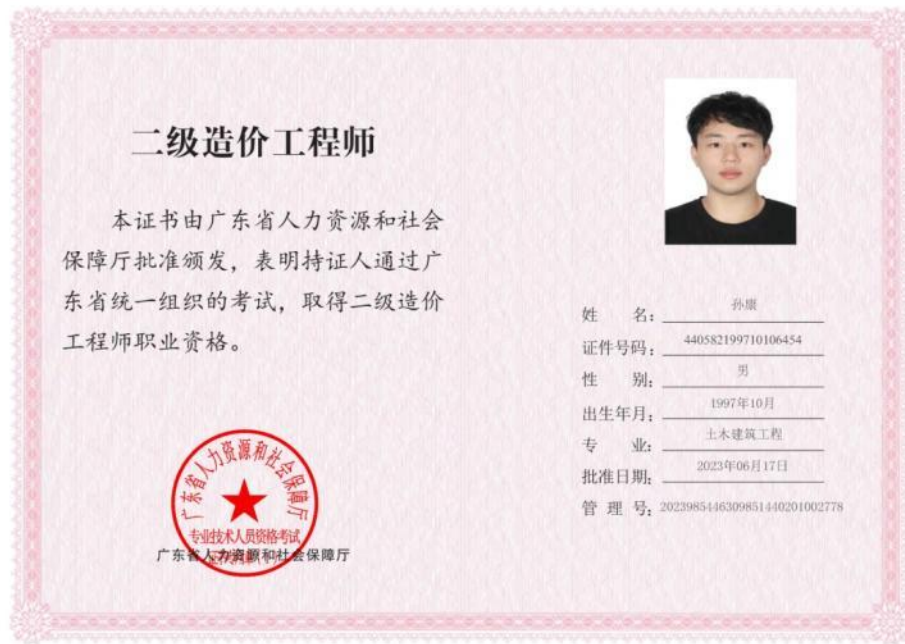 二级造价工程师
本证书由广东省人力资源和社会
保障厅批准颁发，表明持证人通过广
东省统一组织的考试，取得二级造价
工程师职业资格。
广东省人力资源和社会保障厅
专业技术人员资格考试
广东省人力资源和社会保障厅
姓 名：孙康
证件号码：440582199710106454
性 别：男
出生年月：1997年10月
专 业：土木建筑工程
批准日期：2023年06月17日
管 理 号：2023985446309851440201002778